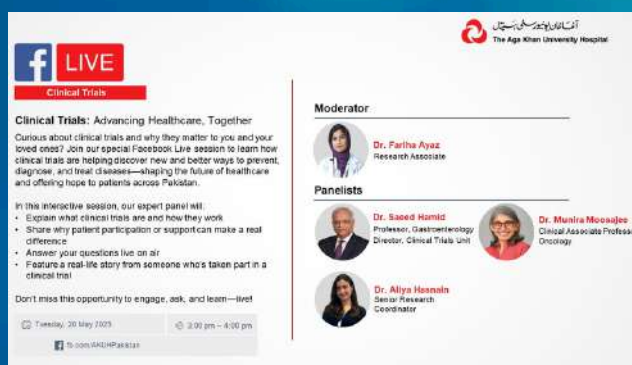 آغا خان یونیورسٹی ہسپتال
The Aga Khan University Hospital
f LIVE
Clinical Trials
Clinical Trials: Advancing Healthcare, Together
Curious about clinical trials and why they matter to you and your
loved ones? Join our special Facebook Live session to learn how
clinical trials are helping discover new and better ways to prevent,
diagnose, and treat diseases—shaping the future of healthcare
and offering hope to patients across Pakistan.
In this interactive session, our expert panel will:
• Explain what clinical trials are and how they work
• Share why patient participation or support can make a real
difference
• Answer your questions live on air
• Feature a real-life story from someone who's taken part in a
clinical trial
Don't miss this opportunity to engage, ask, and learn—live!
Tuesday, 20 May 2025
3:00 pm – 4:00 pm
fb.com/AKUHPakistan
Moderator
Dr. Fariha Ayaz
Research Associate
Panelists
Dr. Saeed Hamid
Professor, Gastroenterology
Director, Clinical Trials Unit
Dr. Munira Moosajee
Clinical Associate Profess
Oncology
Dr. Aliya Hasnain
Senior Research
Coordinator